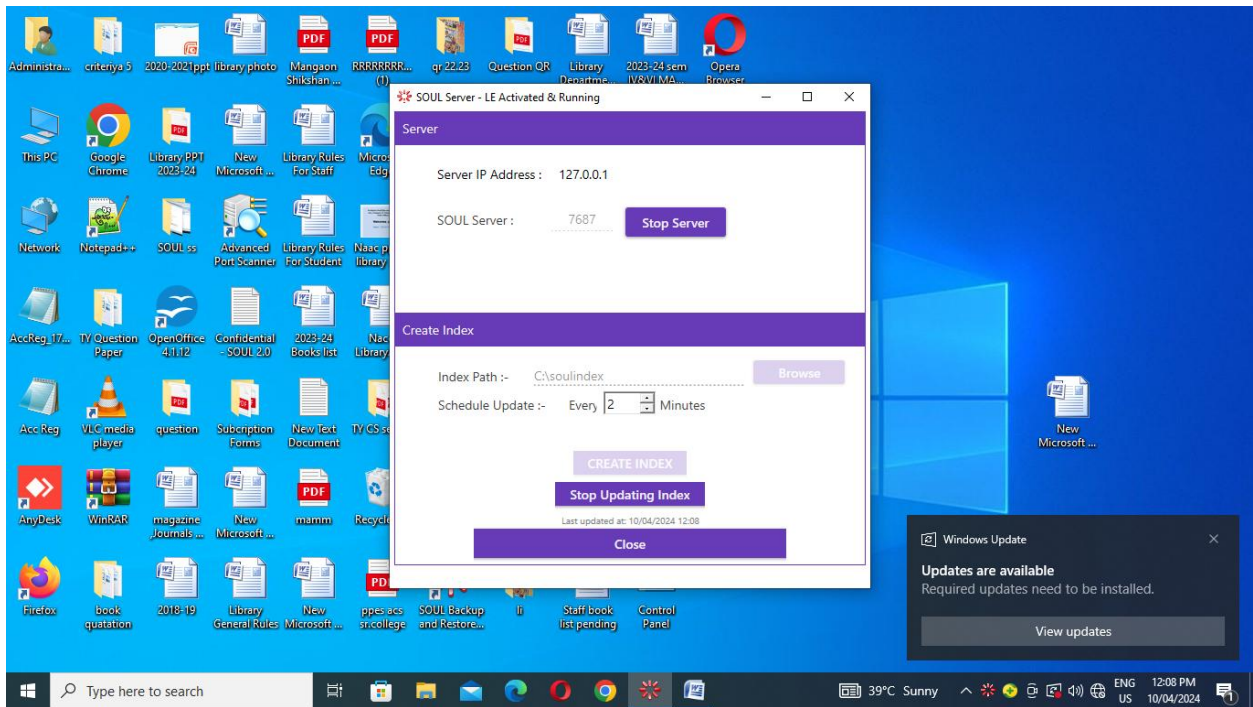 Administra... criteriya 5 2020-2021ppt library photo Mangaon RRRRRRRR... qr 22.23 Question QR Library 2023-24 sem Opera
Shikshan ... (1) Departme... IV&VI MA... Browser
SOUL Server - LE Activated & Running
Server
Server IP Address : 127.0.0.1
SOUL Server : 7687 Stop Server
Create Index
Index Path :- C:\soulindex Browse
Schedule Update :- Every 2 Minutes
CREATE INDEX
Stop Updating Index
Last updated at: 10/04/2024 12:08
Close
This PC Google Library PPT New Library Rules
Chrome 2023-24 Microsoft ... For Staff
Network Notepad++ SOUL ss Advanced Library Rules Naac p
Port Scanner For Student library
AccReg_17... TY Question OpenOffice Confidential 2023-24
Paper 4.1.12 - SOUL 2.0 Books list Library
Acc Reg VLC media question Subcription New Text TY CS se
player Forms Document
New
Microsoft ...
AnyDesk WinRAR magazine New mamm Recycle
,Journals ... Microsoft ...
Firefox book 2018-19 Library New ppes acs SOUL Backup li Staff book Control
quatation General Rules Microsoft ... sr.college and Restore... list pending Panel
Windows Update
Updates are available
Required updates need to be installed.
View updates
Type here to search
39°C Sunny
ENG 12:08 PM
US 10/04/2024
1